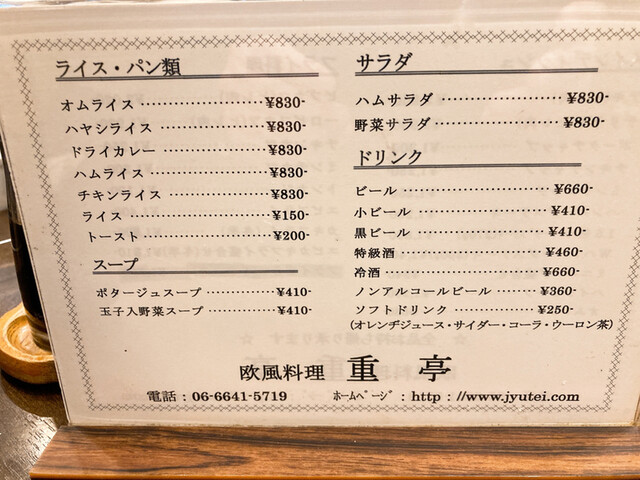 ライス・パン類
オムライス ……………… ¥830-
ハヤシライス ……………… ¥830-
ドライカレー ……………… ¥830-
ハムライス ……………… ¥830-
チキンライス ……………… ¥830-
ライス ……………… ¥150-
トースト ……………… ¥200-
スープ
ポタージュスープ ………… ¥410-
玉子入野菜スープ ………… ¥410-
サラダ
ハムサラダ ……………… ¥830-
野菜サラダ ……………… ¥830-
ドリンク
ビール ……………… ¥660-
小ビール ……………… ¥410-
黒ビール ……………… ¥410-
特級酒 ……………… ¥460-
冷酒 ……………… ¥660-
ノンアルコールビール ……… ¥360-
ソフトドリンク ………… ¥250-
(オレンヂジュース・サイダー・コーラ・ウーロン茶)
欧風料理 重亭
電話：06-6641-5719 ﾎｰﾑﾍﾟｰｼﾞ：http：//www.jyutei.com